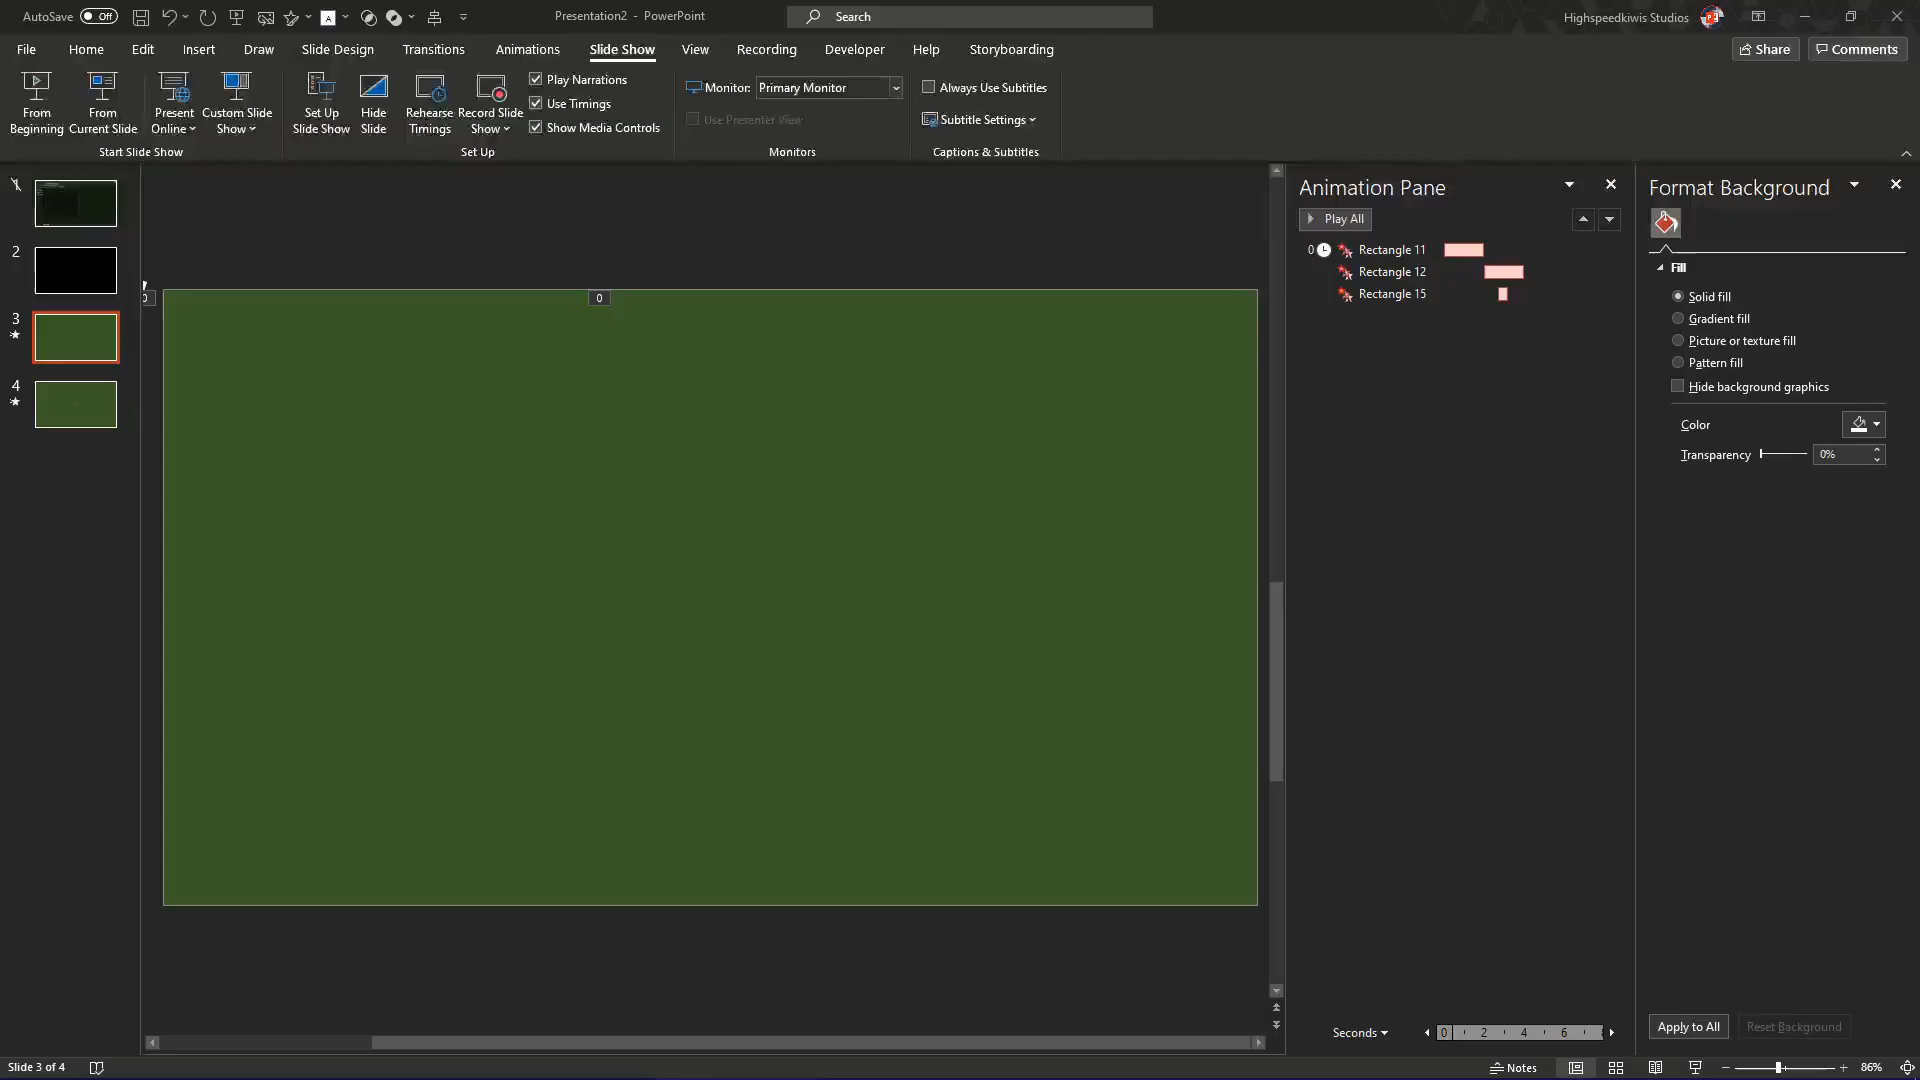 AutoSave Off
A
Presentation2 - PowerPoint
Search
Highspeedkiwis Studios
File Home Edit Insert Draw Slide Design Transitions Animations Slide Show View Recording Developer Help Storyboarding
Share Comments
From Beginning
From Current Slide
Present Online
Custom Slide Show
Start Slide Show
Set Up Slide Show
Hide Slide
Rehearse Timings
Record Slide Show
Play Narrations
Use Timings
Show Media Controls
Set Up
Monitor: Primary Monitor
Use Presenter View
Monitors
Always Use Subtitles
Subtitle Settings
Captions & Subtitles
1
2
3
4
0
0
Animation Pane
Play All
0 Rectangle 11
Rectangle 12
Rectangle 15
Seconds 0 2 4 6
Format Background
Fill
Solid fill
Gradient fill
Picture or texture fill
Pattern fill
Hide background graphics
Color
Transparency 0%
Apply to All Reset Background
Slide 3 of 4
Notes
86%